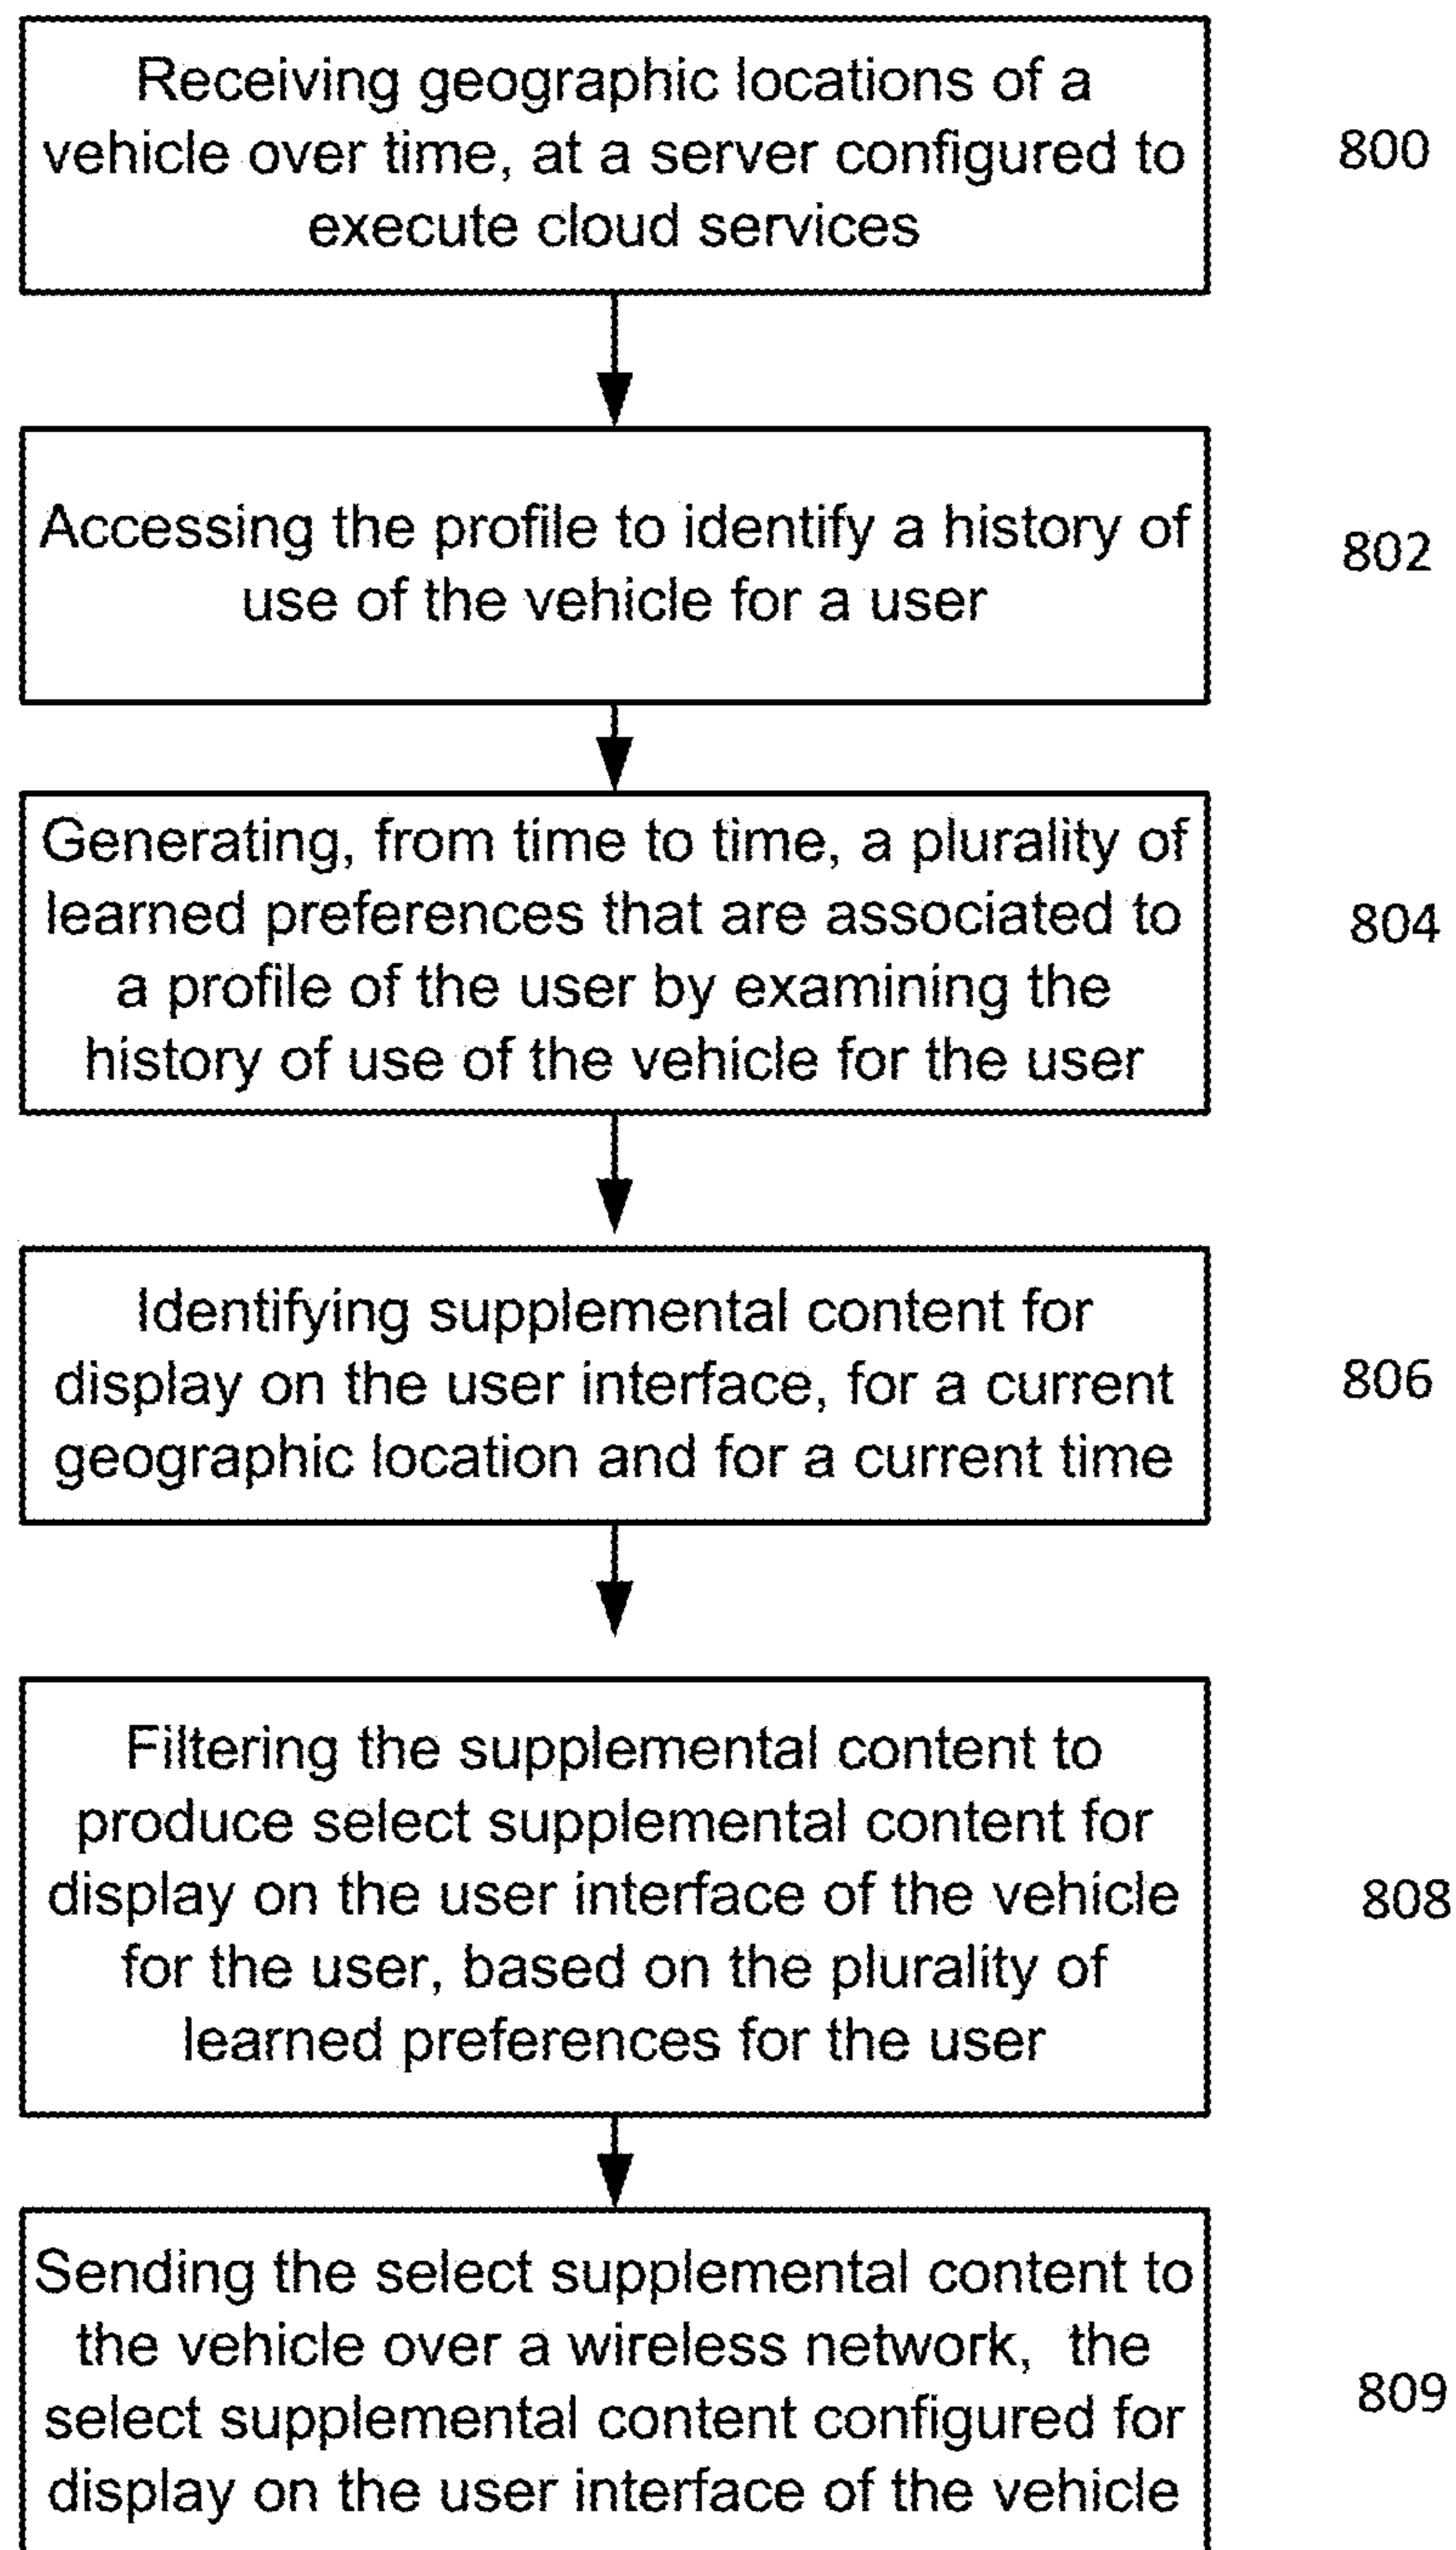 Receiving geographic locations of a
vehicle over time, at a server configured to
execute cloud services
800
Accessing the profile to identify a history of
use of the vehicle for a user
802
Generating, from time to time, a plurality of
learned preferences that are associated to
a profile of the user by examining the
history of use of the vehicle for the user
804
Identifying supplemental content for
display on the user interface, for a current
geographic location and for a current time
806
Filtering the supplemental content to
produce select supplemental content for
display on the user interface of the vehicle
for the user, based on the plurality of
learned preferences for the user
808
Sending the select supplemental content to
the vehicle over a wireless network, the
select supplemental content configured for
display on the user interface of the vehicle
809